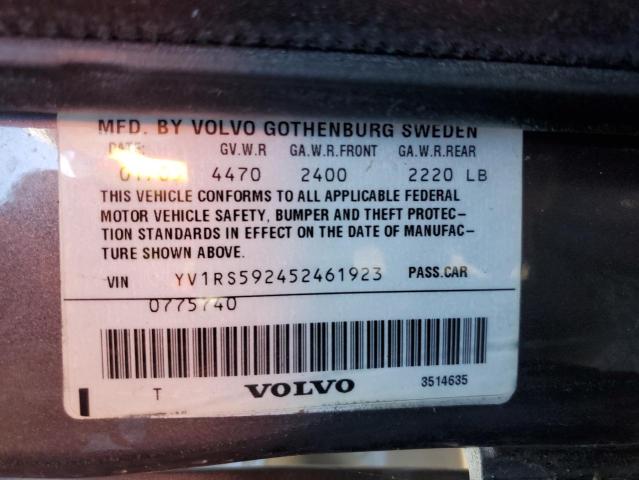 MFD. BY VOLVO GOTHENBURG SWEDEN
DATE: G.V.W.R GA.W.R.FRONT GA.W.R.REAR
4470 2400 2220 LB
THIS VEHICLE CONFORMS TO ALL APPLICABLE FEDERAL
MOTOR VEHICLE SAFETY, BUMPER AND THEFT PROTEC-
TION STANDARDS IN EFFECT ON THE DATE OF MANUFAC-
TURE SHOWN ABOVE.
VIN YV1RS592452461923 PASS.CAR
0775740
T VOLVO 3514635